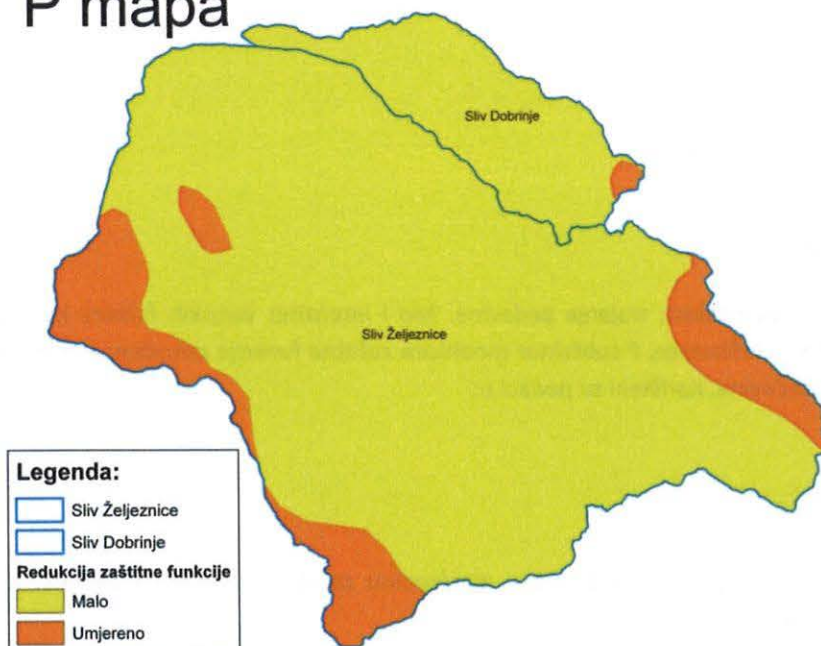 P mapa
Sliv Dobrinje
Sliv Željeznice
Legenda:
Sliv Željeznice
Sliv Dobrinje
Redukcija zaštitne funkcije
Malo
Umjereno